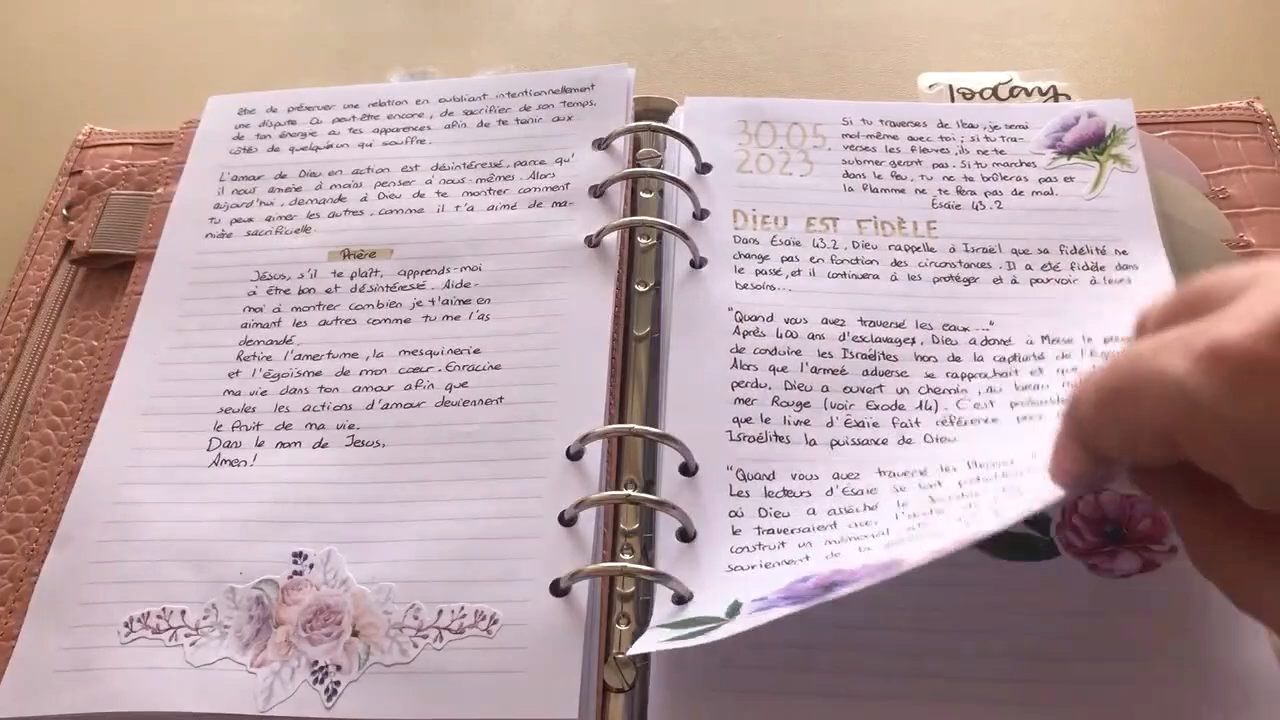 être de préserver une relation en oubliant intentionnellement
une dispute. Ou peut-être encore, de sacrifier de son temps,
de ton énergie ou tes apparences afin de te tenir aux
côtés de quelqu'un qui souffre.
L'amour de Dieu en action est désintéressé, parce qu'
il nous amène à moins penser à nous-mêmes. Alors
aujourd'hui, demande à Dieu de te montrer comment
tu peux aimer les autres, comme il t'a aimé de ma-
nière sacrificielle.
Prière
Jésus, s'il te plaît, apprends-moi
à être bon et désintéressé. Aide-
moi à montrer combien je t'aime en
aimant les autres comme tu me l'as
demandé.
Retire l'amertume, la mesquinerie
et l'égoïsme de mon cœur. Enracine
ma vie dans ton amour afin que
seules les actions d'amour deviennent
le fruit de ma vie.
Dans le nom de Jesus,
Amen!
Today
30.05.
2023
Si tu traverses de l'eau, je serai
moi-même avec toi ; si tu tra-
verses les fleuves, ils ne te
submergeront pas. Si tu marches
dans le feu, tu ne te brûleras pas et
la flamme ne te fera pas de mal.
Esaïe 43.2
DIEU EST FIDÈLE
Dans Esaïe 43.2, Dieu rappelle à Israël que sa fidélité ne
change pas en fonction des circonstances. Il a été fidèle dans
le passé, et il continuera à les protéger et à pourvoir à leurs
besoins...
"Quand vous avez traversé les eaux..."
Après 400 ans d'esclavages, Dieu a donné à Moïse le
de conduire les Israélites hors de la captivité de
Alors que l'armée adverse se rapprochait et que
perdu, Dieu a ouvert un chemin, au
mer Rouge (voir Exode 14). C'est
que le livre d'Ésaïe fait référence
Israélites la puissance de Dieu
"Quand vous avez traversé les
Les lecteurs d'Ésaïe se sont
où Dieu a asséché le
le traversaient avec
construit un mémorial
souviennent de la